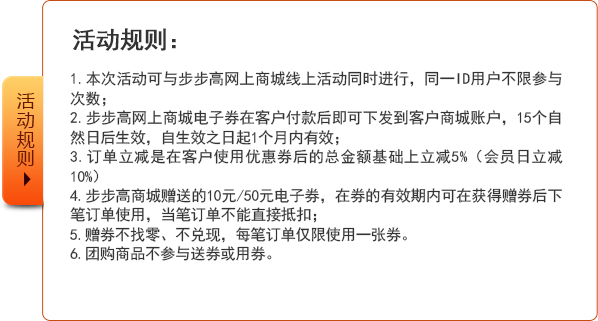 活动规则：
1.本次活动可与步步高网上商城线上活动同时进行，同一ID用户不限参与
次数；
2.步步高网上商城电子券在客户付款后即可下发到客户商城账户，15个自
然日后生效，自生效之日起1个月内有效；
3.订单立减是在客户使用优惠券后的总金额基础上立减5%（会员日立减
10%）
4.步步高商城赠送的10元/50元电子券，在券的有效期内可在获得赠券后下
笔订单使用，当笔订单不能直接抵扣；
5.赠券不找零、不兑现，每笔订单仅限使用一张券。
6.团购商品不参与送券或用券。
活动规则